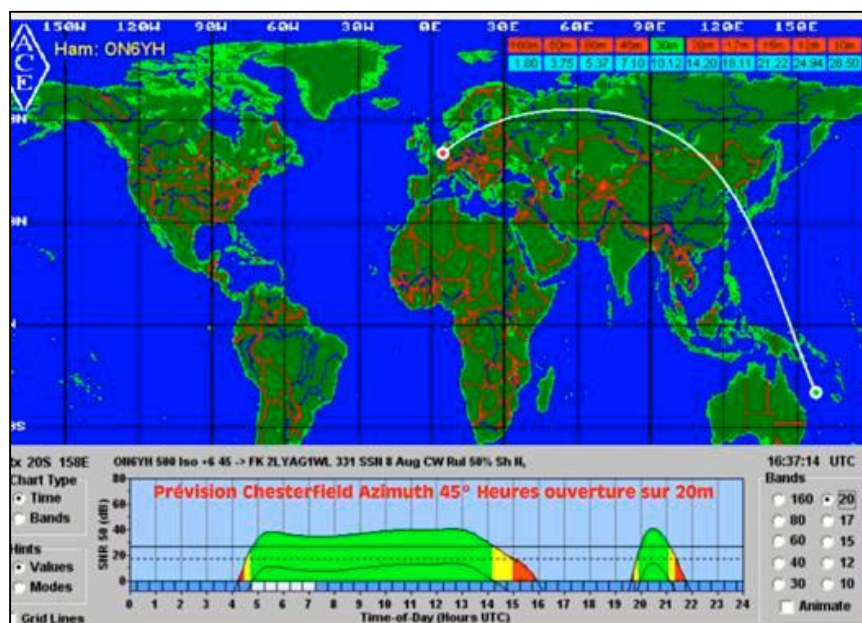 150W 120W 90W 60W 30W 0E 30E 60E 90E 120E 150E
ACE
Ham: ON6YH
160m 80m 60m 40m 30m 20m 17m 15m 12m 10m
1.80 3.75 5.37 7.10 10.12 14.20 18.11 21.22 24.94 28.50
tx 20S 158E ON6YH 500 Iso +6 45 -> FK 2LYAG1WL 331 SSN 8 Aug CW Rul 50% Sh N, 16:37:14 UTC
Chart Type
Time
Bands
Hints
Values
Modes
Grid Lines
Prévision Chesterfield Azimuth 45° Heures ouverture sur 20m
SNR 50 (dB)
80
60
40
20
0
0 1 2 3 4 5 6 7 8 9 10 11 12 13 14 15 16 17 18 19 20 21 22 23 24
Time-of-Day (Hours UTC)
Bands
160 20
80 17
60 15
40 12
30 10
Animate